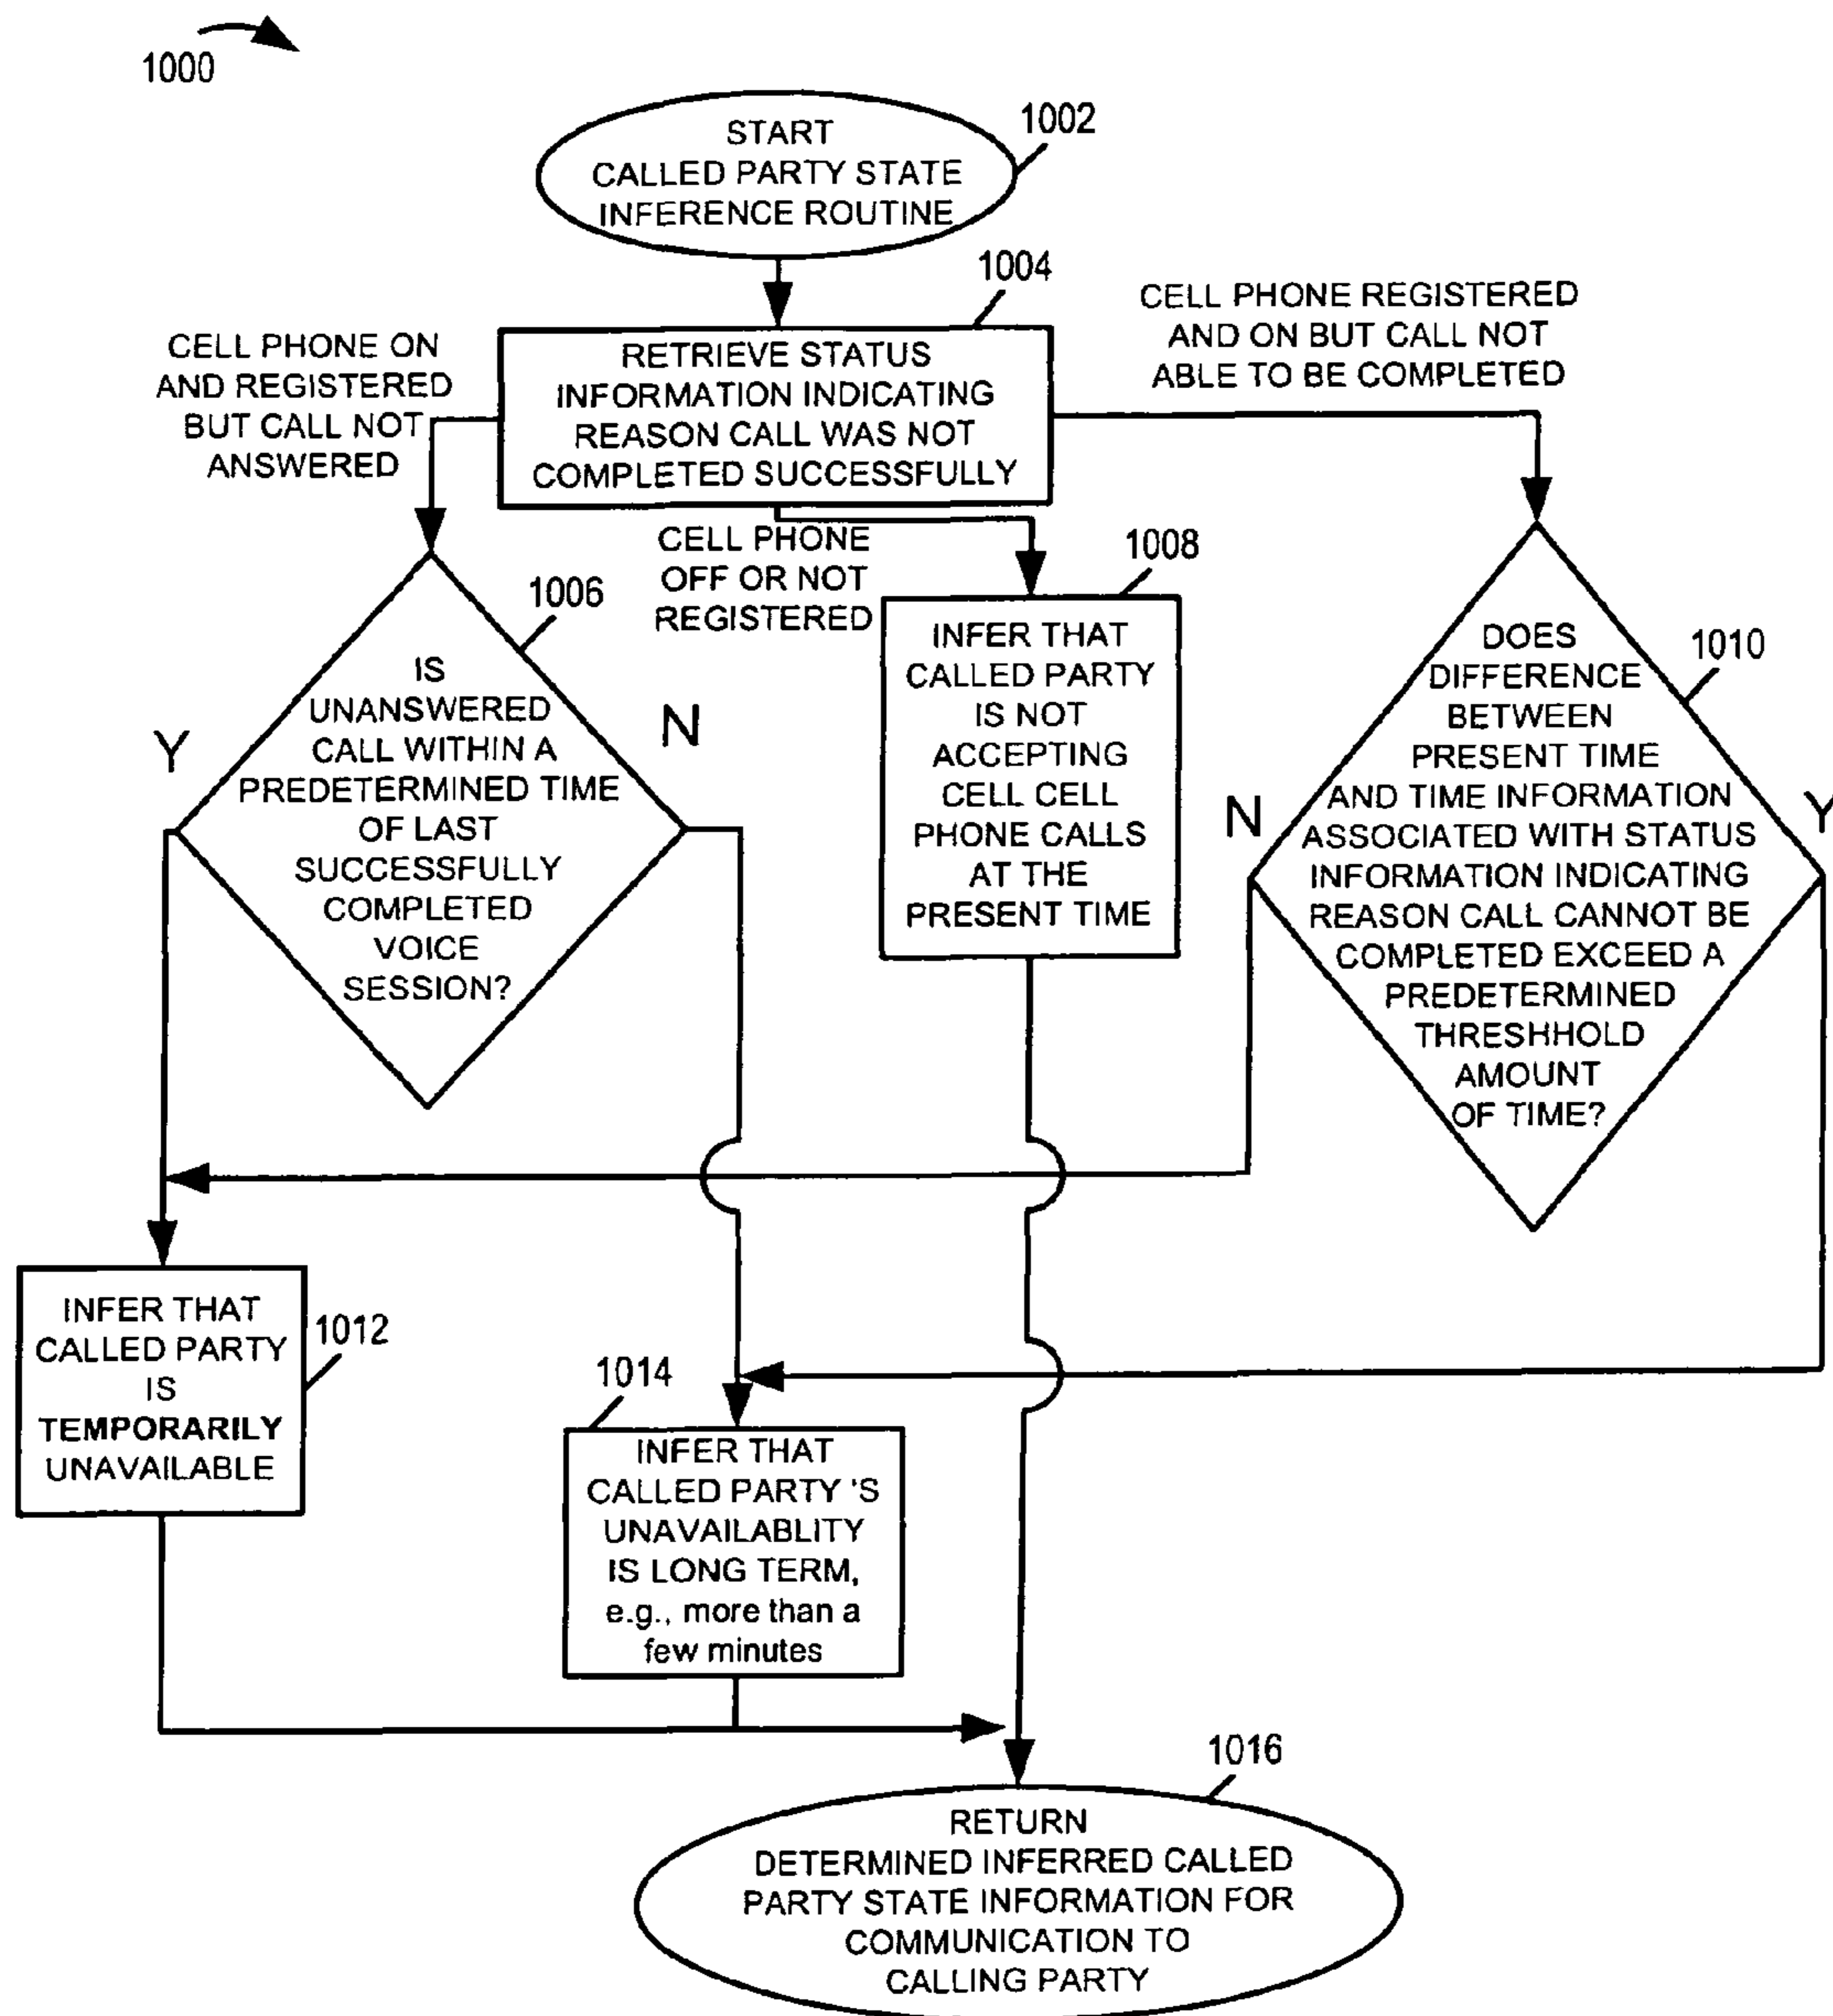 1000
START
CALLED PARTY STATE
INFERENCE ROUTINE
1002
1004
RETRIEVE STATUS
INFORMATION INDICATING
REASON CALL WAS NOT
COMPLETED SUCCESSFULLY
CELL PHONE ON
AND REGISTERED
BUT CALL NOT
ANSWERED
CELL PHONE REGISTERED
AND ON BUT CALL NOT
ABLE TO BE COMPLETED
CELL PHONE
OFF OR NOT
REGISTERED
1006
IS
UNANSWERED
CALL WITHIN A
PREDETERMINED TIME
OF LAST
SUCCESSFULLY
COMPLETED
VOICE
SESSION?
Y
N
1008
INFER THAT
CALLED PARTY
IS NOT
ACCEPTING
CELL CELL
PHONE CALLS
AT THE
PRESENT TIME
1010
DOES
DIFFERENCE
BETWEEN
PRESENT TIME
AND TIME INFORMATION
ASSOCIATED WITH STATUS
INFORMATION INDICATING
REASON CALL CANNOT BE
COMPLETED EXCEED A
PREDETERMINED
THRESHHOLD
AMOUNT
OF TIME?
N
Y
INFER THAT
CALLED PARTY
IS
TEMPORARILY
UNAVAILABLE
1012
1014
INFER THAT
CALLED PARTY 'S
UNAVAILABLITY
IS LONG TERM,
e.g., more than a
few minutes
1016
RETURN
DETERMINED INFERRED CALLED
PARTY STATE INFORMATION FOR
COMMUNICATION TO
CALLING PARTY